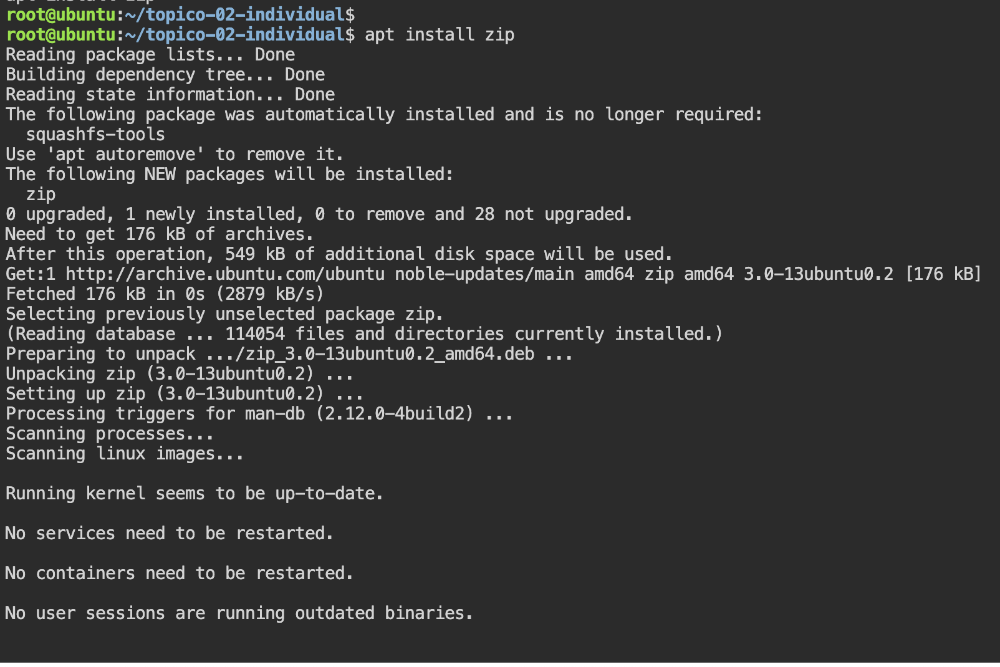 apt install zip
root@ubuntu:~/topico-02-individual$
root@ubuntu:~/topico-02-individual$ apt install zip
Reading package lists... Done
Building dependency tree... Done
Reading state information... Done
The following package was automatically installed and is no longer required:
  squashfs-tools
Use 'apt autoremove' to remove it.
The following NEW packages will be installed:
  zip
0 upgraded, 1 newly installed, 0 to remove and 28 not upgraded.
Need to get 176 kB of archives.
After this operation, 549 kB of additional disk space will be used.
Get:1 http://archive.ubuntu.com/ubuntu noble-updates/main amd64 zip amd64 3.0-13ubuntu0.2 [176 kB]
Fetched 176 kB in 0s (2879 kB/s)
Selecting previously unselected package zip.
(Reading database ... 114054 files and directories currently installed.)
Preparing to unpack .../zip_3.0-13ubuntu0.2_amd64.deb ...
Unpacking zip (3.0-13ubuntu0.2) ...
Setting up zip (3.0-13ubuntu0.2) ...
Processing triggers for man-db (2.12.0-4build2) ...
Scanning processes...
Scanning linux images...
Running kernel seems to be up-to-date.
No services need to be restarted.
No containers need to be restarted.
No user sessions are running outdated binaries.